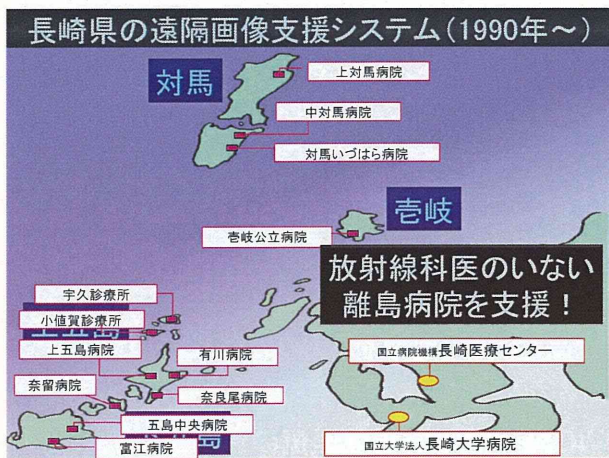 長崎県の遠隔画像支援システム(1990年~)
対馬
上対馬病院
中対馬病院
対馬いづはら病院
壱岐
壱岐公立病院
放射線科医のいない
離島病院を支援!
宇久診療所
小値賀診療所
上五島病院
有川病院
奈留病院
奈良尾病院
五島中央病院
富江病院
国立病院機構長崎医療センター
国立大学法人長崎大学病院